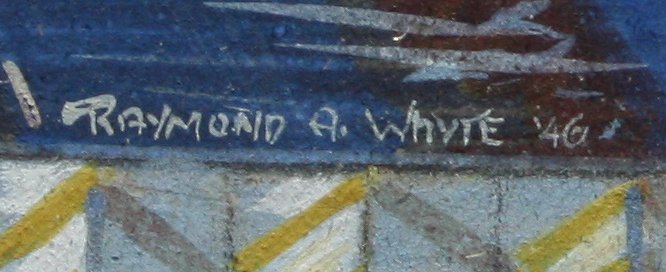 RAYMOND A. WHYTE '46